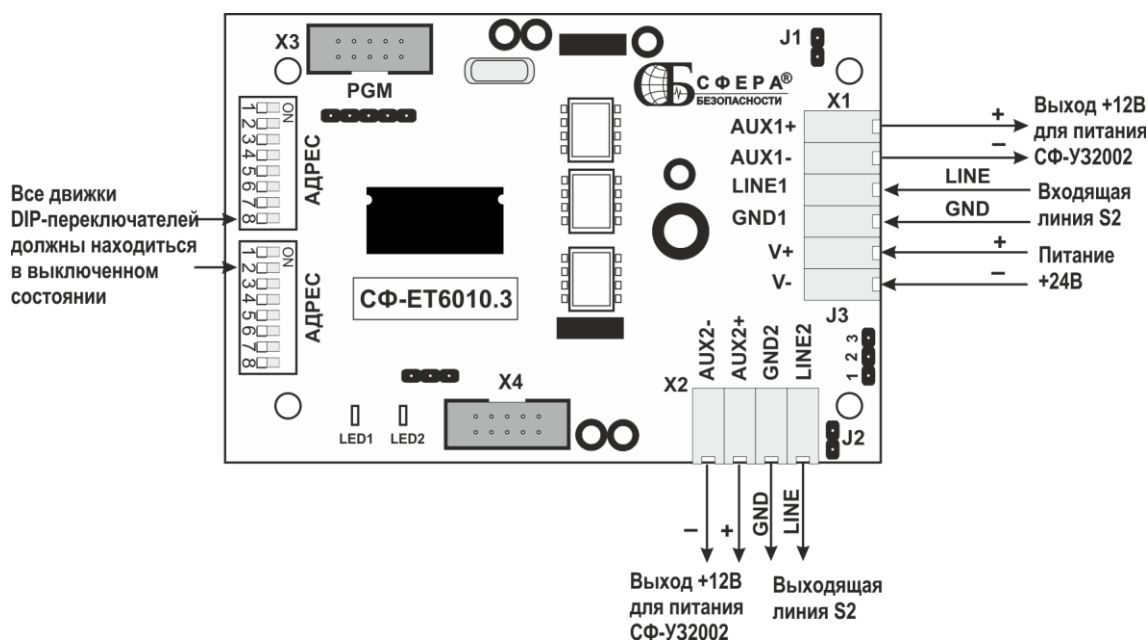 X3
PGM
J1
СБ
СФЕРА®
БЕЗОПАСНОСТИ
X1
AUX1+
AUX1-
LINE1
GND1
V+
V-
+
−
LINE
GND
+
−
Выход +12В
для питания
СФ-УЗ2002
Входящая
линия S2
Питание
+24В
1 2 3 4 5 6 7 8
ON
АДРЕС
1 2 3 4 5 6 7 8
ON
АДРЕС
Все движки
DIP-переключателей
должны находиться
в выключенном
состоянии
СФ-ЕТ6010.3
J3
1 2 3
X2
AUX2-
AUX2+
GND2
LINE2
J2
X4
LED1
LED2
−
+
GND
LINE
Выход +12В
для питания
СФ-УЗ2002
Выходящая
линия S2